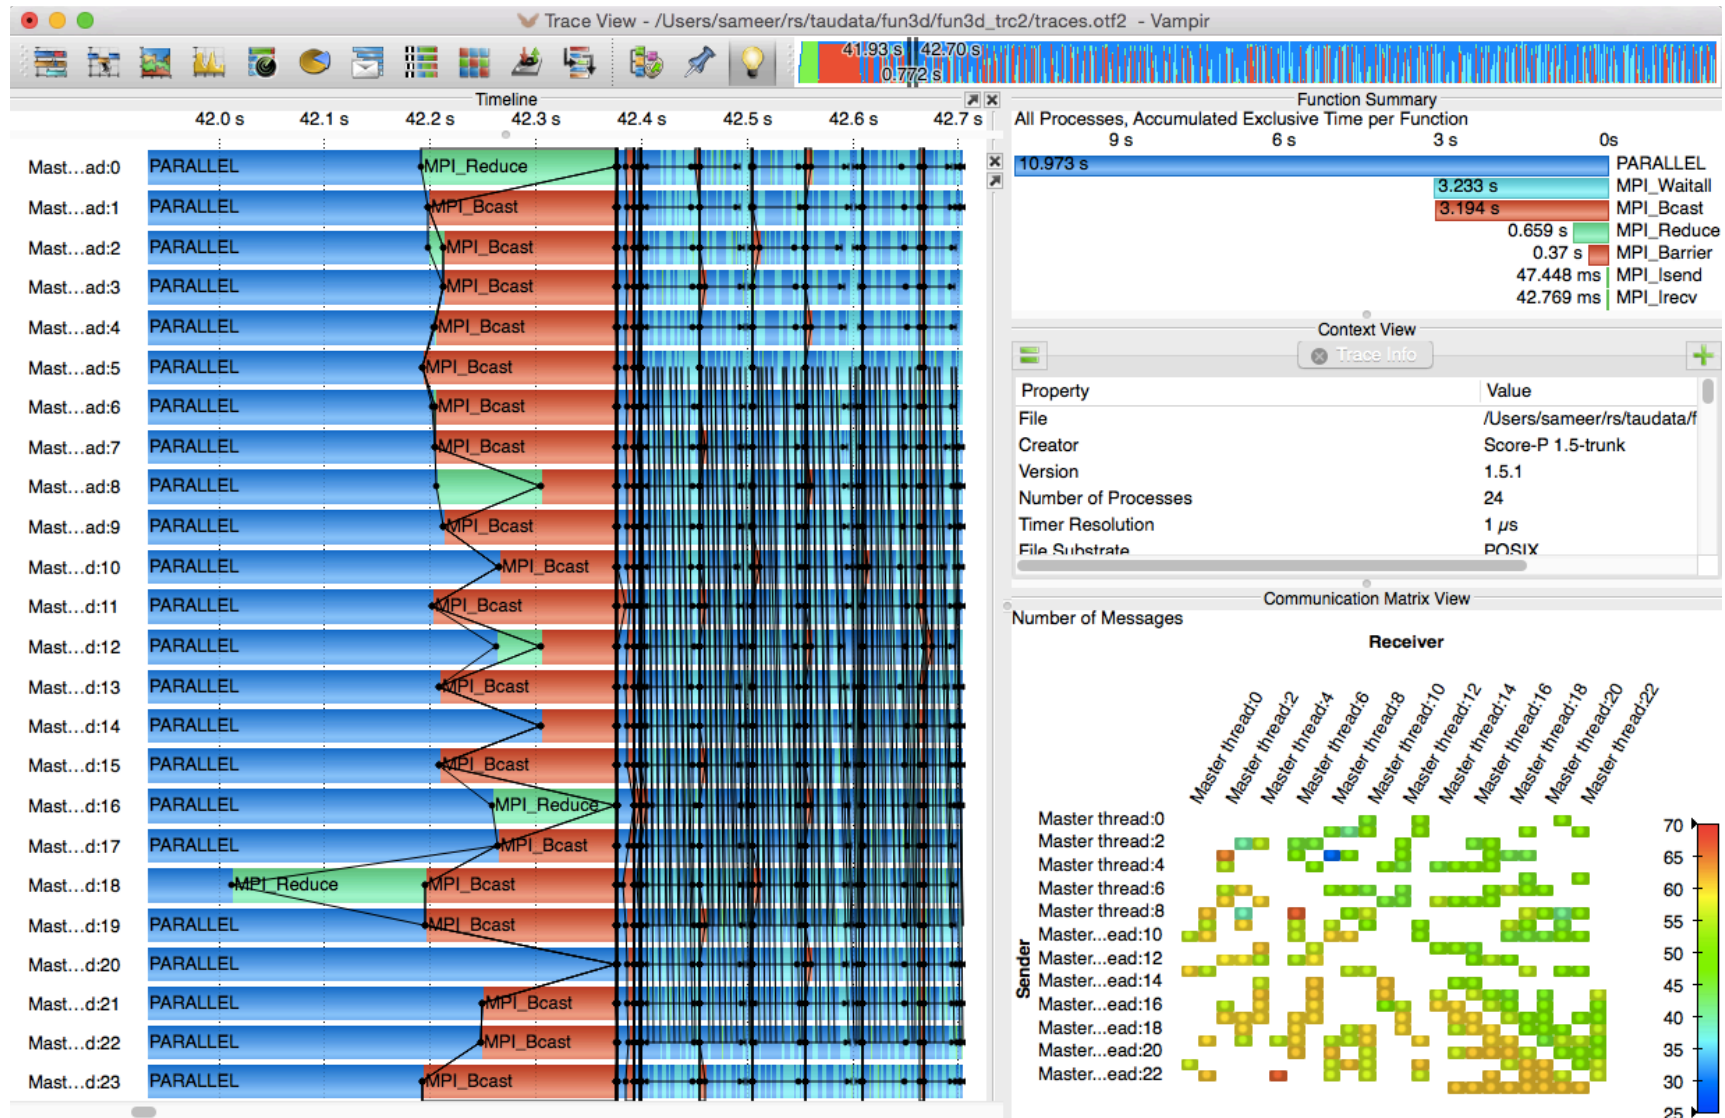 Trace View - /Users/sameer/rs/taudata/fun3d/fun3d_trc2/traces.otf2 - Vampir
41.93 s 42.70 s
0.772 s
Timeline
42.0 s 42.1 s 42.2 s 42.3 s 42.4 s 42.5 s 42.6 s 42.7 s
Mast...ad:0 PARALLEL MPI_Reduce
Mast...ad:1 PARALLEL MPI_Bcast
Mast...ad:2 PARALLEL MPI_Bcast
Mast...ad:3 PARALLEL MPI_Bcast
Mast...ad:4 PARALLEL MPI_Bcast
Mast...ad:5 PARALLEL MPI_Bcast
Mast...ad:6 PARALLEL MPI_Bcast
Mast...ad:7 PARALLEL MPI_Bcast
Mast...ad:8 PARALLEL
Mast...ad:9 PARALLEL MPI_Bcast
Mast...d:10 PARALLEL MPI_Bcast
Mast...d:11 PARALLEL MPI_Bcast
Mast...d:12 PARALLEL
Mast...d:13 PARALLEL MPI_Bcast
Mast...d:14 PARALLEL
Mast...d:15 PARALLEL MPI_Bcast
Mast...d:16 PARALLEL MPI_Reduce
Mast...d:17 PARALLEL MPI_Bcast
Mast...d:18 MPI_Reduce MPI_Bcast
Mast...d:19 PARALLEL MPI_Bcast
Mast...d:20 PARALLEL
Mast...d:21 PARALLEL MPI_Bcast
Mast...d:22 PARALLEL MPI_Bcast
Mast...d:23 PARALLEL MPI_Bcast
Function Summary
All Processes, Accumulated Exclusive Time per Function
9 s 6 s 3 s 0s
10.973 s PARALLEL
3.233 s MPI_Waitall
3.194 s MPI_Bcast
0.659 s MPI_Reduce
0.37 s MPI_Barrier
47.448 ms MPI_Isend
42.769 ms MPI_Irecv
Context View
Trace Info
Property Value
File /Users/sameer/rs/taudata/f
Creator Score-P 1.5-trunk
Version 1.5.1
Number of Processes 24
Timer Resolution 1 μs
File Substrate POSIX
Communication Matrix View
Number of Messages
Receiver
Master thread:0
Master thread:2
Master thread:4
Master thread:6
Master thread:8
Master thread:10
Master thread:12
Master thread:14
Master thread:16
Master thread:18
Master thread:20
Master thread:22
Sender
Master thread:0
Master thread:2
Master thread:4
Master thread:6
Master thread:8
Master...ead:10
Master...ead:12
Master...ead:14
Master...ead:16
Master...ead:18
Master...ead:20
Master...ead:22
70
65
60
55
50
45
40
35
30
25